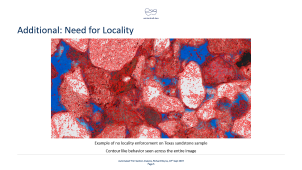 Additional: Need for Locality
Example of no locality enforcement on Texas sandstone sample
Contour like behavior seen across the entire image